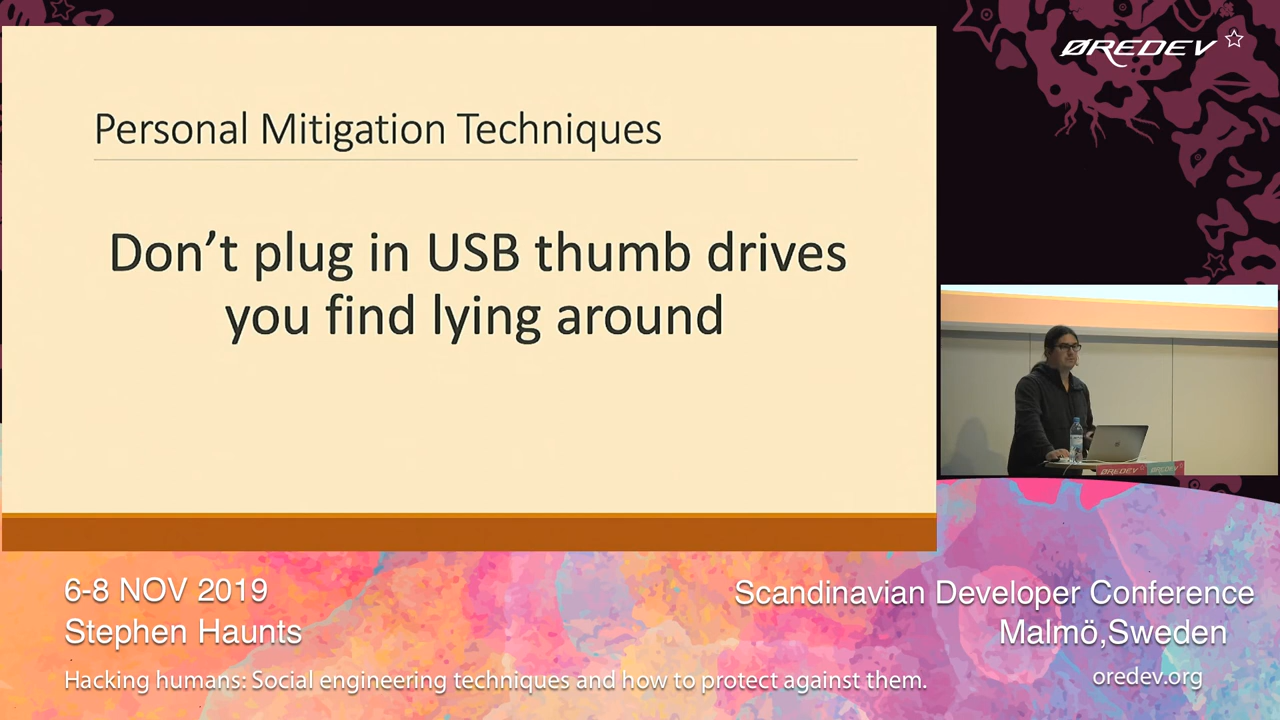 ØREDEV
Personal Mitigation Techniques
Don’t plug in USB thumb drives
you find lying around
ØREDEV
ØREDEV
6-8 NOV 2019
Stephen Haunts
Hacking humans: Social engineering techniques and how to protect against them.
Scandinavian Developer Conference
Malmö,Sweden
oredev.org